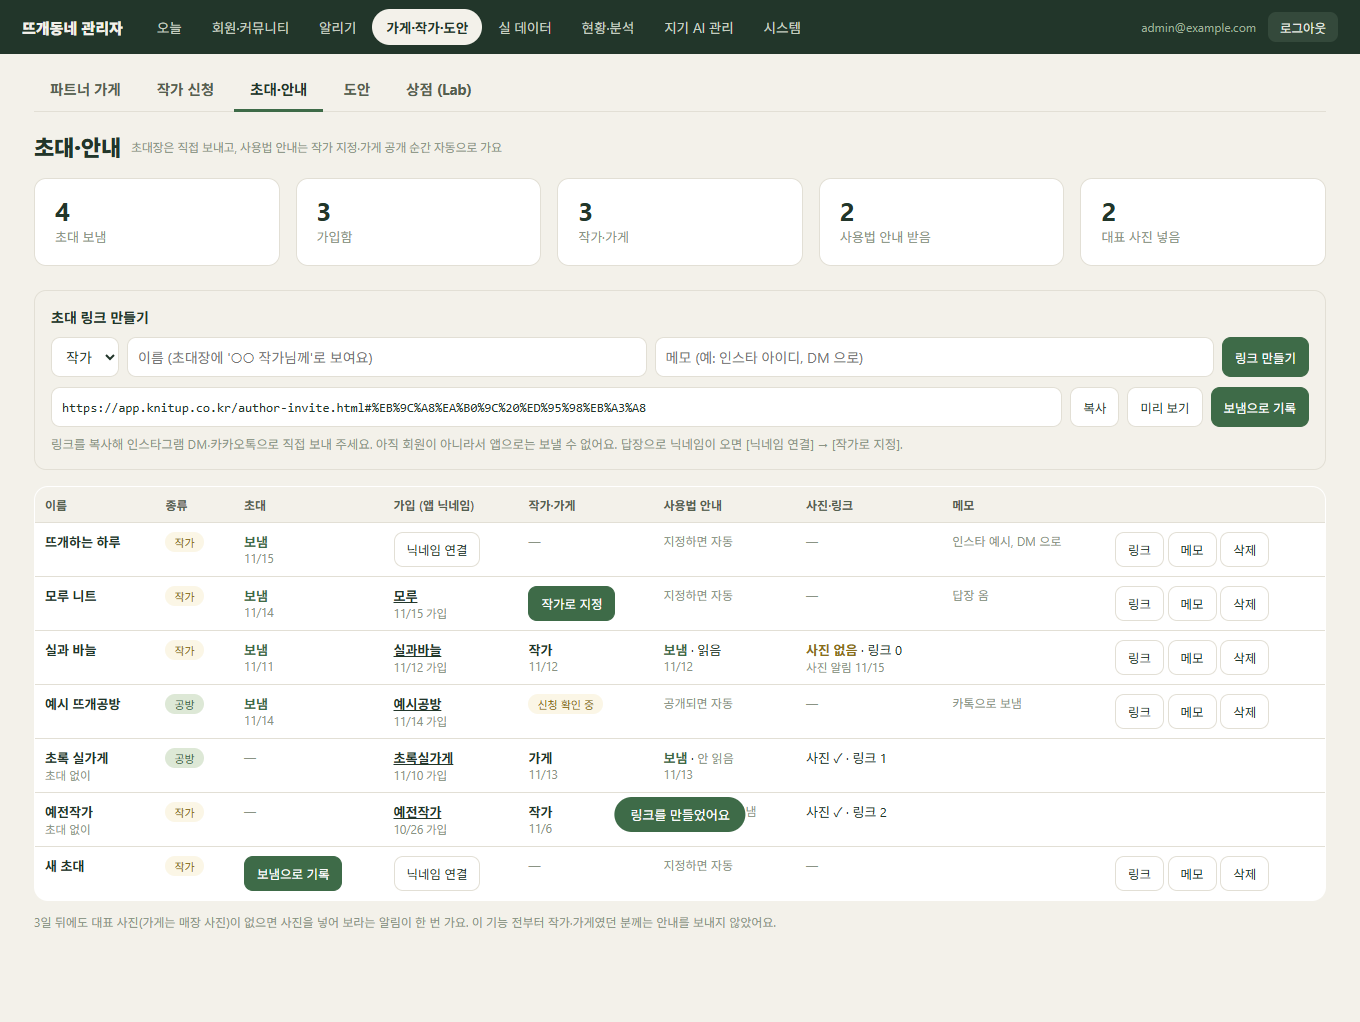 뜨개동네 관리자 오늘 회원·커뮤니티 알리기 가게·작가·도안 실 데이터 현황·분석 지기 AI 관리 시스템 admin@example.com 로그아웃
파트너 가게 작가 신청 초대·안내 도안 상점 (Lab)
초대·안내 초대장은 직접 보내고, 사용법 안내는 작가 지정·가게 공개 순간 자동으로 가요
4 3 3 2 2
초대 보냄 가입함 작가·가게 사용법 안내 받음 대표 사진 넣음
초대 링크 만들기
작가 이름 (초대장에 '○○ 작가님께'로 보여요) 메모 (예: 인스타 아이디, DM 으로) 링크 만들기
https://app.knitup.co.kr/author-invite.html#%EB%9C%A8%EA%B0%9C%20%ED%95%98%EB%A3%A8 복사 미리 보기 보냄으로 기록
링크를 복사해 인스타그램 DM·카카오톡으로 직접 보내 주세요. 아직 회원이 아니라서 앱으로는 보낼 수 없어요. 답장으로 닉네임이 오면 [닉네임 연결] → [작가로 지정].
이름 종류 초대 가입 (앱 닉네임) 작가·가게 사용법 안내 사진·링크 메모
뜨개하는 하루 작가 보냄 닉네임 연결 — 지정하면 자동 — 인스타 예시, DM 으로 링크 메모 삭제
11/15
모루 니트 작가 보냄 모루 작가로 지정 지정하면 자동 — 답장 옴 링크 메모 삭제
11/14 11/15 가입
실과 바늘 작가 보냄 실과바늘 작가 보냄 · 읽음 사진 없음 · 링크 0 링크 메모 삭제
11/11 11/12 가입 11/12 11/12 사진 알림 11/15
예시 뜨개공방 공방 보냄 예시공방 신청 확인 중 공개되면 자동 — 카톡으로 보냄 링크 메모 삭제
11/14 11/14 가입
초록 실가게 공방 — 초록실가게 가게 보냄 · 안 읽음 사진 ✓ · 링크 1
초대 없이 11/10 가입 11/13 11/13
예전작가 작가 — 예전작가 작가 링크를 만들었어요 냄 사진 ✓ · 링크 2
초대 없이 10/26 가입 11/6
새 초대 작가 보냄으로 기록 닉네임 연결 — 지정하면 자동 — 링크 메모 삭제
3일 뒤에도 대표 사진(가게는 매장 사진)이 없으면 사진을 넣어 보라는 알림이 한 번 가요. 이 기능 전부터 작가·가게였던 분께는 안내를 보내지 않았어요.